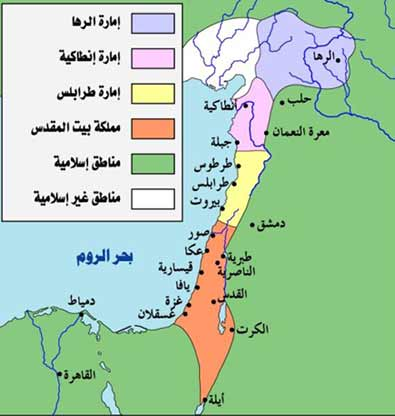 إمارة الرها
إمارة إنطاكية
إمارة طرابلس
مملكة بيت المقدس
مناطق إسلامية
مناطق غير إسلامية
الرها
حلب
أنطاكية
معرة النعمان
جبلة
طرطوس
طرابلس
بيروت
دمشق
صور
عكا
طبرية
الناصرية
قيسارية
يافا
القدس
غزة
عسقلان
الكرت
أيلة
بحر الروم
دمياط
القاهرة